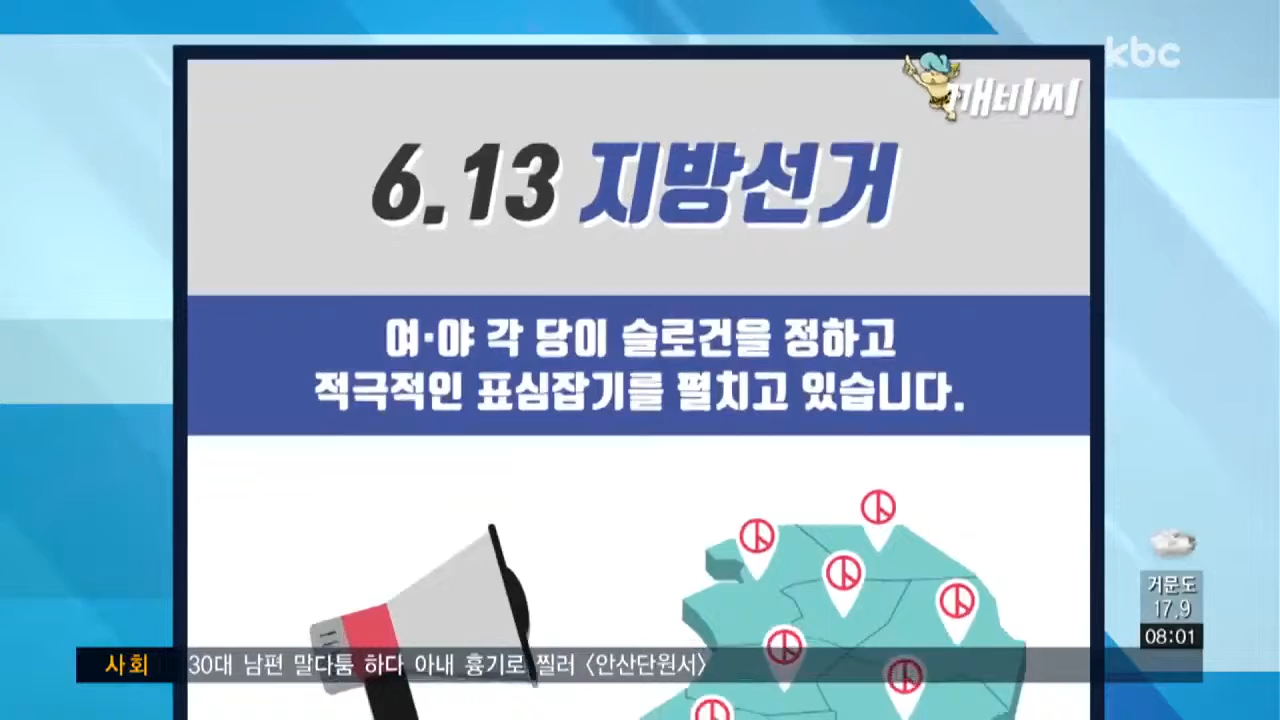 kbc
깨티씨
6.13 지방선거
여·야 각 당이 슬로건을 정하고
적극적인 표심잡기를 펼치고 있습니다.
거문도
17.9
08:01
사회 30대 남편 말다툼 하다 아내 흉기로 찔러 〈안산단원서〉